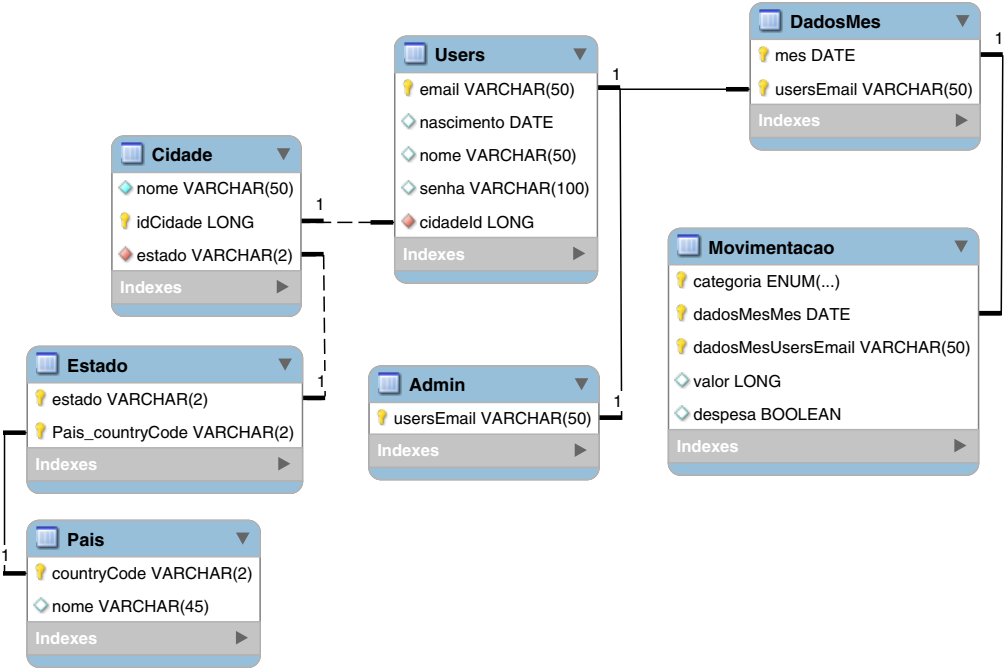 DadosMes
mes DATE
usersEmail VARCHAR(50)
Indexes
1
Users
email VARCHAR(50)
nascimento DATE
nome VARCHAR(50)
senha VARCHAR(100)
cidadeId LONG
Indexes
1
Cidade
nome VARCHAR(50)
idCidade LONG
estado VARCHAR(2)
Indexes
1
Movimentacao
categoria ENUM(...)
dadosMesMes DATE
dadosMesUsersEmail VARCHAR(50)
valor LONG
despesa BOOLEAN
Indexes
Estado
estado VARCHAR(2)
Pais_countryCode VARCHAR(2)
Indexes
1
Admin
usersEmail VARCHAR(50)
Indexes
1
Pais
countryCode VARCHAR(2)
nome VARCHAR(45)
Indexes
1